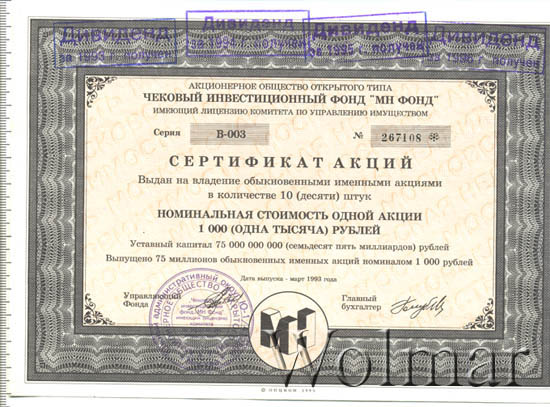 Дивиденд Дивиденд Дивиденд Дивиденд
за 1993 г. получен за 1995 г. получен
АКЦИОНЕРНОЕ ОБЩЕСТВО ОТКРЫТОГО ТИПА
ЧЕКОВЫЙ ИНВЕСТИЦИОННЫЙ ФОНД "МН ФОНД"
ИМЕЮЩИЙ ЛИЦЕНЗИЮ КОМИТЕТА ПО УПРАВЛЕНИЮ ИМУЩЕСТВОМ
Серия В-003 № 267108
СЕРТИФИКАТ АКЦИЙ
Выдан на владение обыкновенными именными акциями
в количестве 10 (десяти) штук
НОМИНАЛЬНАЯ СТОИМОСТЬ ОДНОЙ АКЦИИ
1 000 (ОДНА ТЫСЯЧА) РУБЛЕЙ
Уставный капитал 75 000 000 000 (семьдесят пять миллиардов) рублей
Выпущено 75 миллионов обыкновенных именных акций номиналом 1 000 рублей
Дата выпуска - март 1993 года
Управляющий
Фонда
Главный
бухгалтер
Wolmar